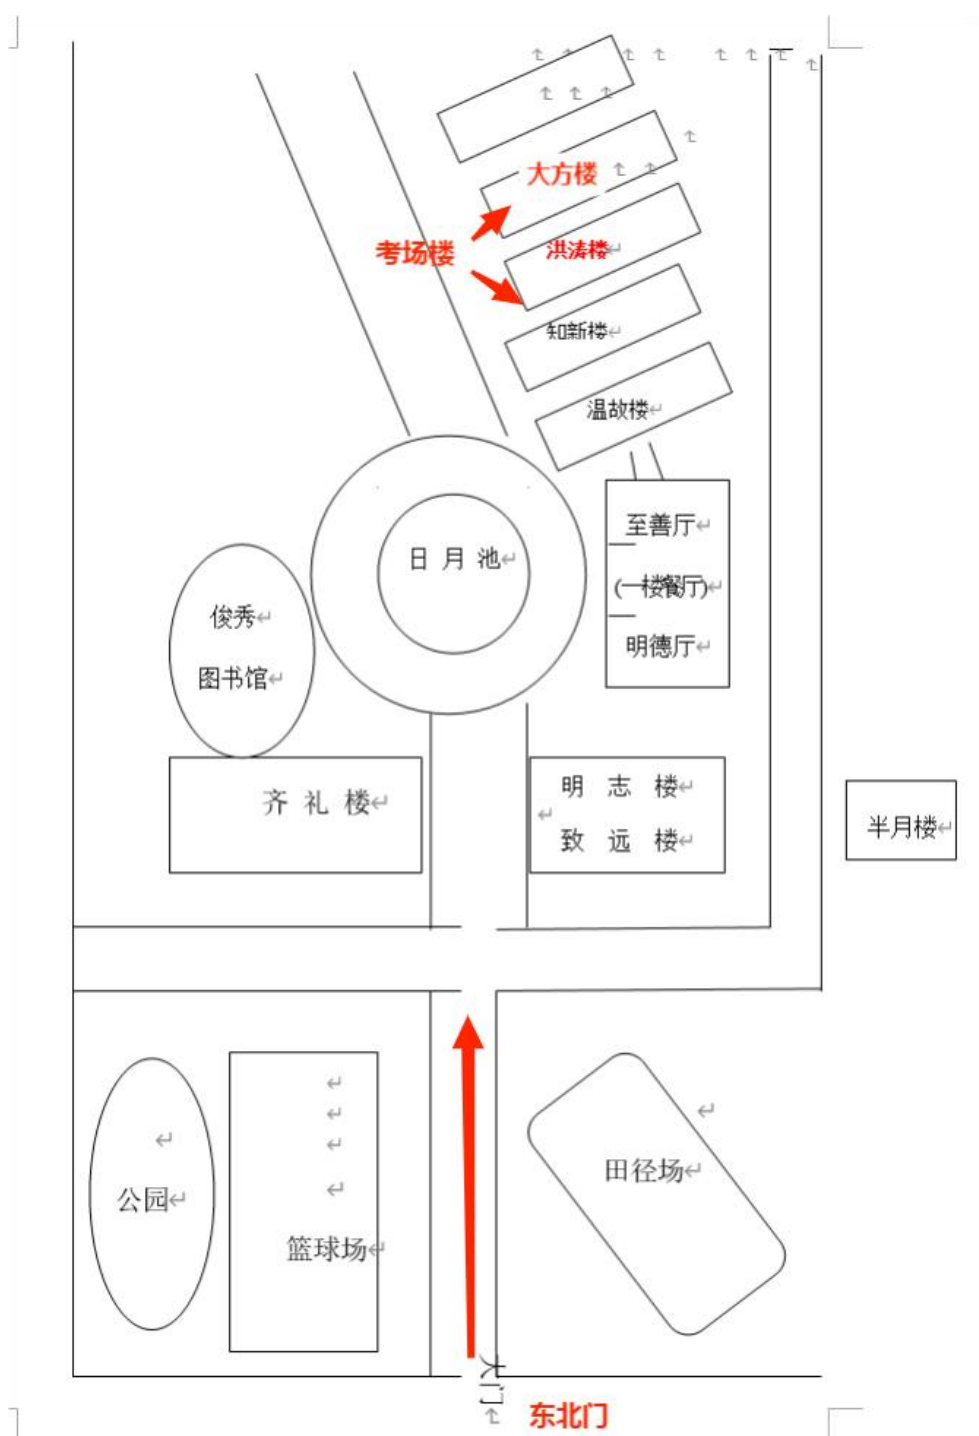 大方楼
考场楼
洪涛楼
知新楼
温故楼
至善厅
(一楼餐厅)
明德厅
日 月 池
俊秀
图书馆
齐 礼 楼
明 志 楼
致 远 楼
半月楼
公园
篮球场
田径场
大门
东北门